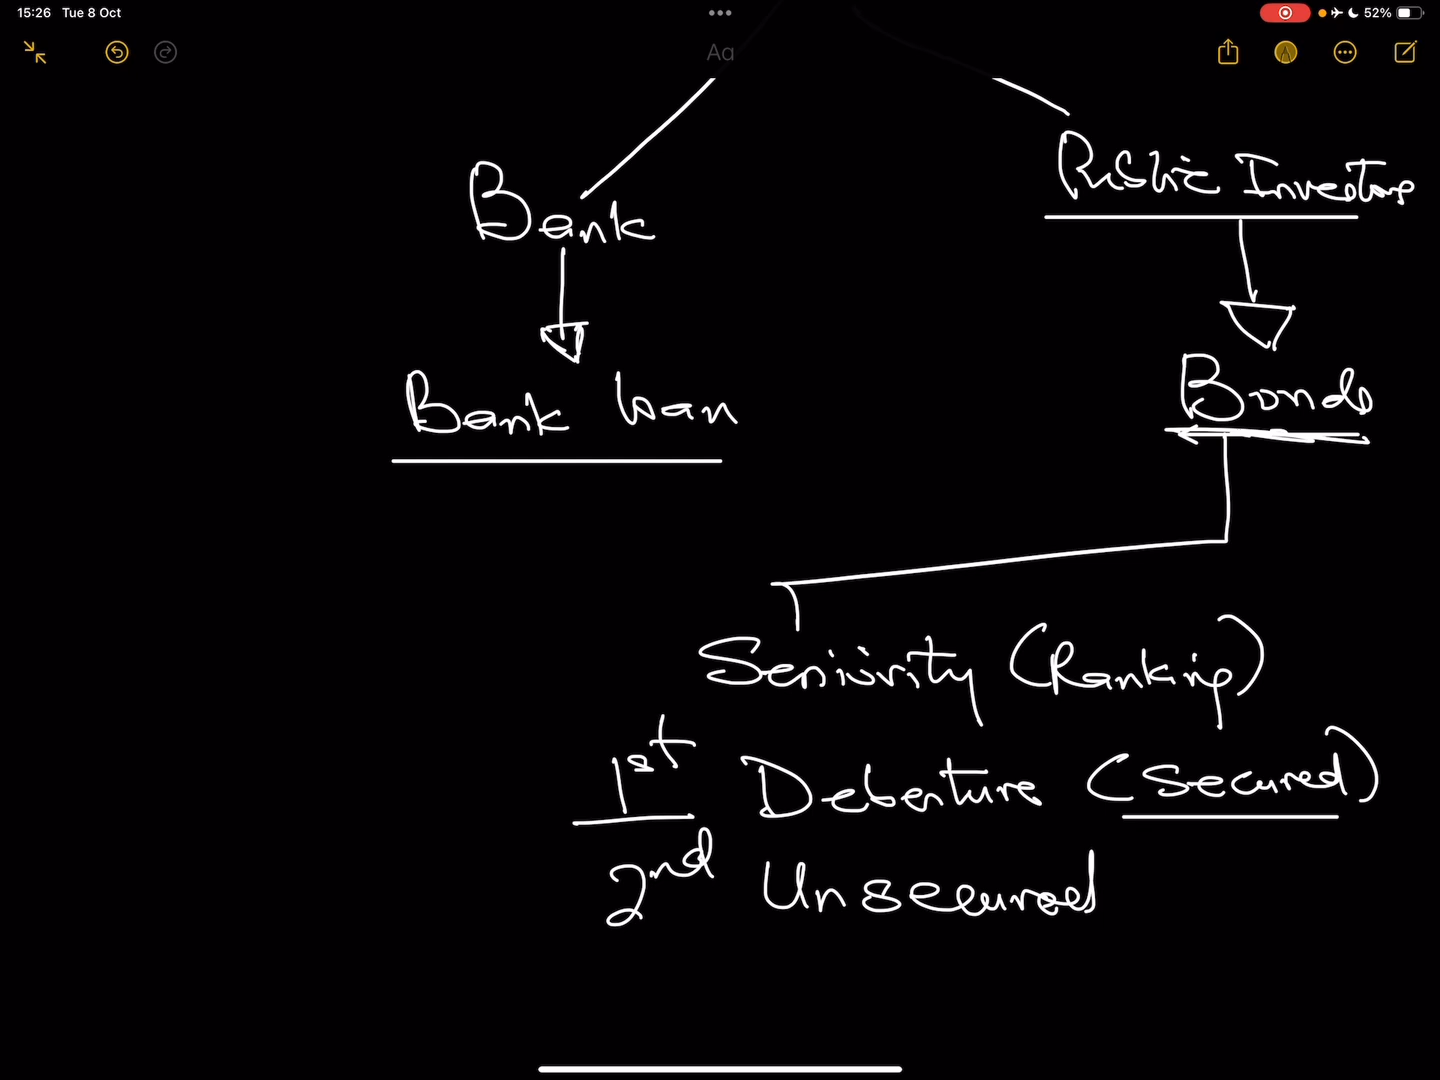 15:26 Tue 8 Oct
52%
Aa
Public Investors
Bank
Bonds
Bank loan
Seniority (Ranking)
1st Debenture (Secured)
2nd Unsecured